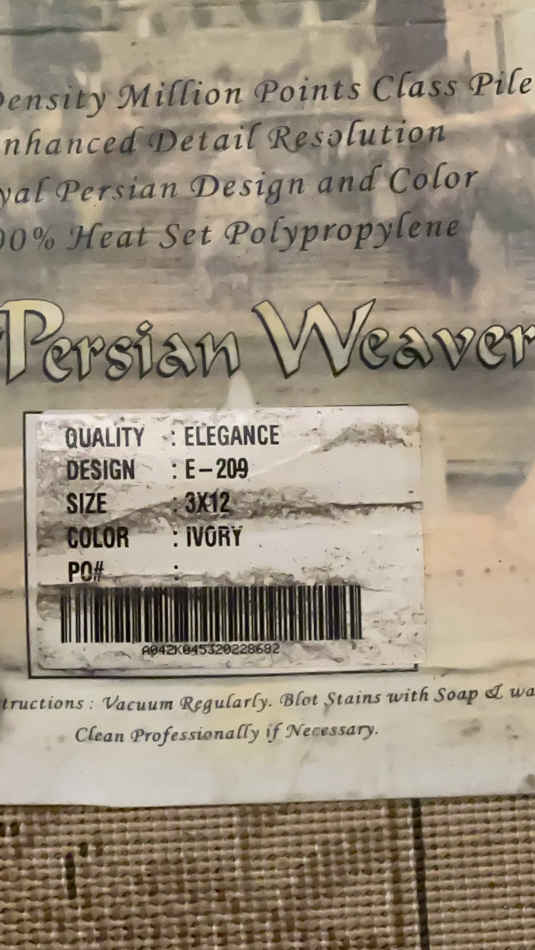 Density Million Points Class Pile
nhanced Detail Resolution
yal Persian Design and Color
00% Heat Set Polypropylene
Persian Weaver
QUALITY : ELEGANCE
DESIGN : E-209
SIZE : 3X12
COLOR : IVORY
PO# :
A042K045320228682
tructions : Vacuum Regularly. Blot Stains with Soap & wa
Clean Professionally if Necessary.